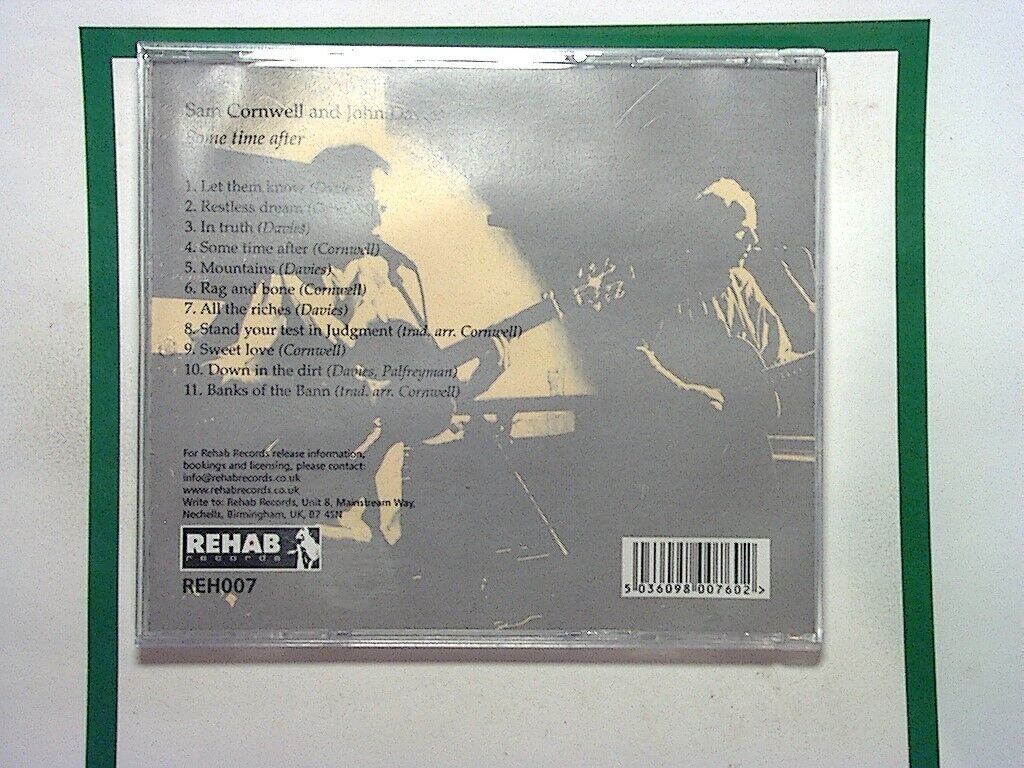 Sam Cornwell and John Davies
Some time after
1. Let them know (Davies)
2. Restless dream
3. In truth (Davies)
4. Some time after (Cornwell)
5. Mountains (Davies)
6. Rag and bone (Cornwell)
7. All the riches (Davies)
8. Stand your test in Judgment (trad. arr. Cornwell)
9. Sweet love (Cornwell)
10. Down in the dirt (Davies, Palfreyman)
11. Banks of the Bann (trad. arr. Cornwell)
For Rehab Records release information,
bookings and licensing, please contact:
info@rehabrecords.co.uk
www.rehabrecords.co.uk
Write to: Rehab Records, Unit 8, Mainstream Way,
Nechells, Birmingham, UK, B7 4SN
REHAB
records
REH007
5 036098 007602 >